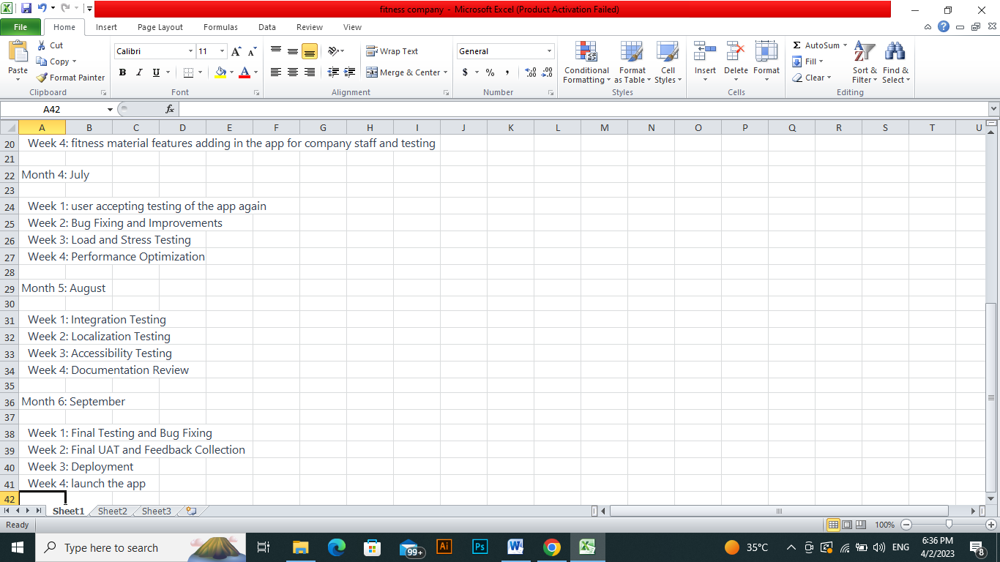 fitness company - Microsoft Excel (Product Activation Failed)
File Home Insert Page Layout Formulas Data Review View
Paste Cut Copy Format Painter Clipboard
Calibri 11 A A B I U A Font
Wrap Text Merge & Center Alignment
General $ % , .0 .00 .00 .0 Number
Conditional Formatting Format as Table Cell Styles Styles
Insert Delete Format Cells
Σ AutoSum Fill Clear Sort & Filter Find & Select Editing
A42 fx
A B C D E F G H I J K L M N O P Q R S T U
20 Week 4: fitness material features adding in the app for company staff and testing
21
22 Month 4: July
23
24 Week 1: user accepting testing of the app again
25 Week 2: Bug Fixing and Improvements
26 Week 3: Load and Stress Testing
27 Week 4: Performance Optimization
28
29 Month 5: August
30
31 Week 1: Integration Testing
32 Week 2: Localization Testing
33 Week 3: Accessibility Testing
34 Week 4: Documentation Review
35
36 Month 6: September
37
38 Week 1: Final Testing and Bug Fixing
39 Week 2: Final UAT and Feedback Collection
40 Week 3: Deployment
41 Week 4: launch the app
42
Sheet1 Sheet2 Sheet3
Ready 100%
Type here to search 99+ Ai Ps W 35°C ENG 6:36 PM
4/2/2023 8